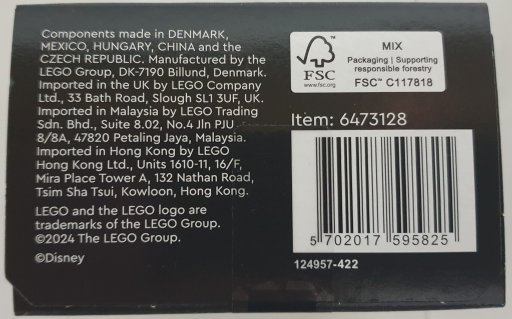 Components made in DENMARK,
MEXICO, HUNGARY, CHINA and the
CZECH REPUBLIC. Manufactured by the
LEGO Group, DK-7190 Billund, Denmark.
Imported in the UK by LEGO Company
Ltd., 33 Bath Road, Slough SL1 3UF, UK.
Imported in Malaysia by LEGO Trading
Sdn. Bhd., Suite 8.02, No.4 Jln PJU
8/8A, 47820 Petaling Jaya, Malaysia.
Imported in Hong Kong by LEGO
Hong Kong Ltd., Units 1610-11, 16/F,
Mira Place Tower A, 132 Nathan Road,
Tsim Sha Tsui, Kowloon, Hong Kong.
LEGO and the LEGO logo are
trademarks of the LEGO Group.
©2024 The LEGO Group.
©Disney
FSC
www.fsc.org
MIX
Packaging | Supporting
responsible forestry
FSC™ C117818
Item: 6473128
5 702017 595825
124957-422